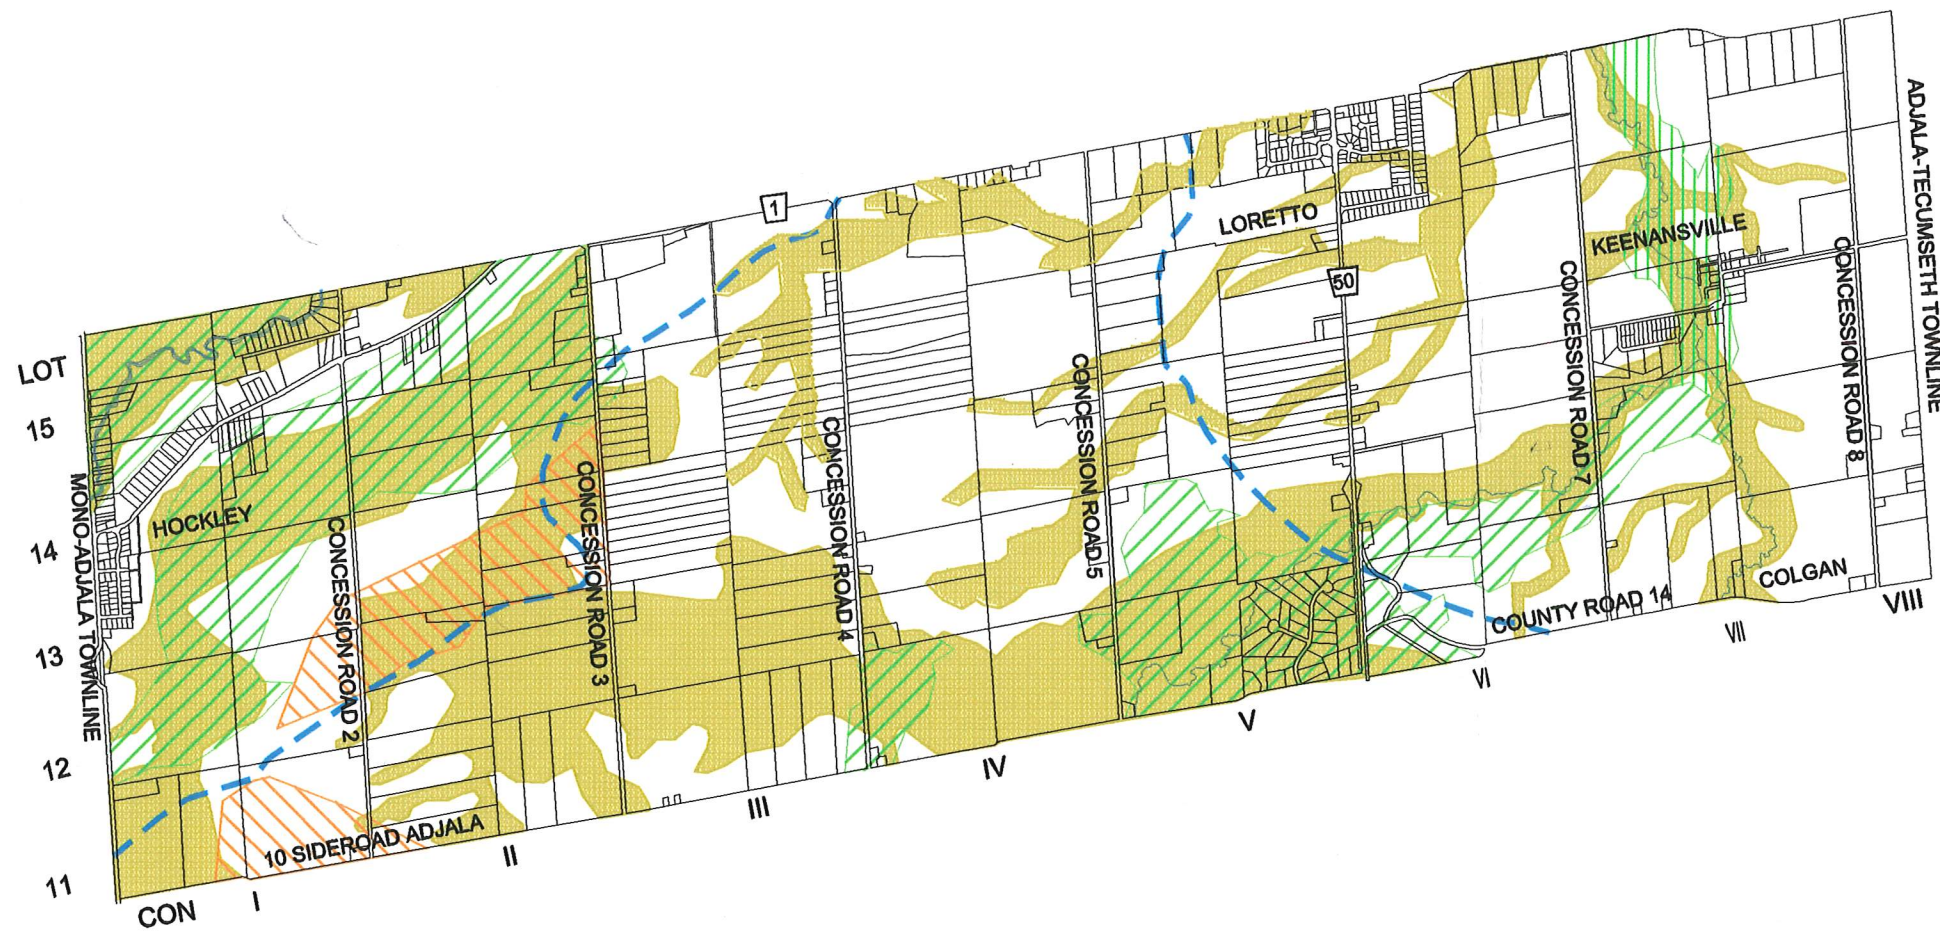 1
LORETTO
KEENANSVILLE
ADJALA-TECUMSETH TOWNLINE
50
LOT
15
14
13
12
11
HOCKLEY
MONO-ADJALA TOWNLINE
CONCESSION ROAD 2
CONCESSION ROAD 3
CONCESSION ROAD 4
CONCESSION ROAD 5
CONCESSION ROAD 7
CONCESSION ROAD 8
COLGAN
COUNTY ROAD 14
10 SIDEROAD ADJALA
CON
I
II
III
IV
V
VI
VII
VIII